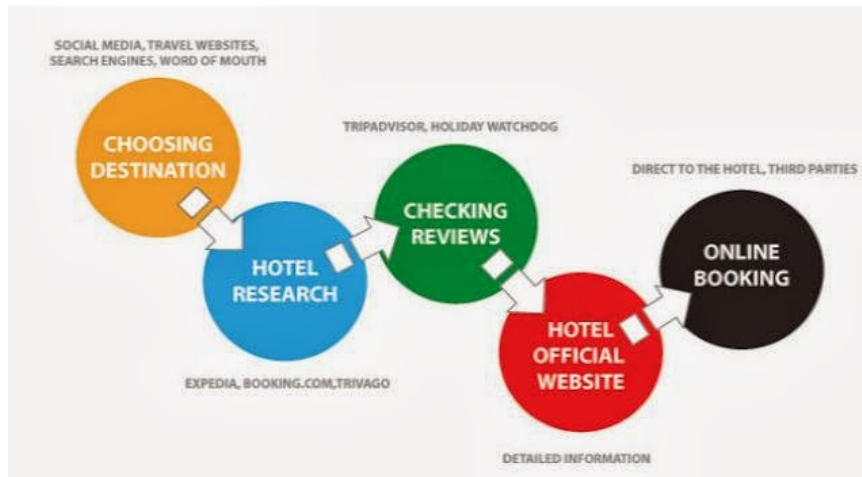 SOCIAL MEDIA, TRAVEL WEBSITES,
SEARCH ENGINES, WORD OF MOUTH
CHOOSING
DESTINATION
HOTEL
RESEARCH
EXPEDIA, BOOKING.COM,TRIVAGO
TRIPADVISOR, HOLIDAY WATCHDOG
CHECKING
REVIEWS
HOTEL
OFFICIAL
WEBSITE
DETAILED INFORMATION
DIRECT TO THE HOTEL, THIRD PARTIES
ONLINE
BOOKING